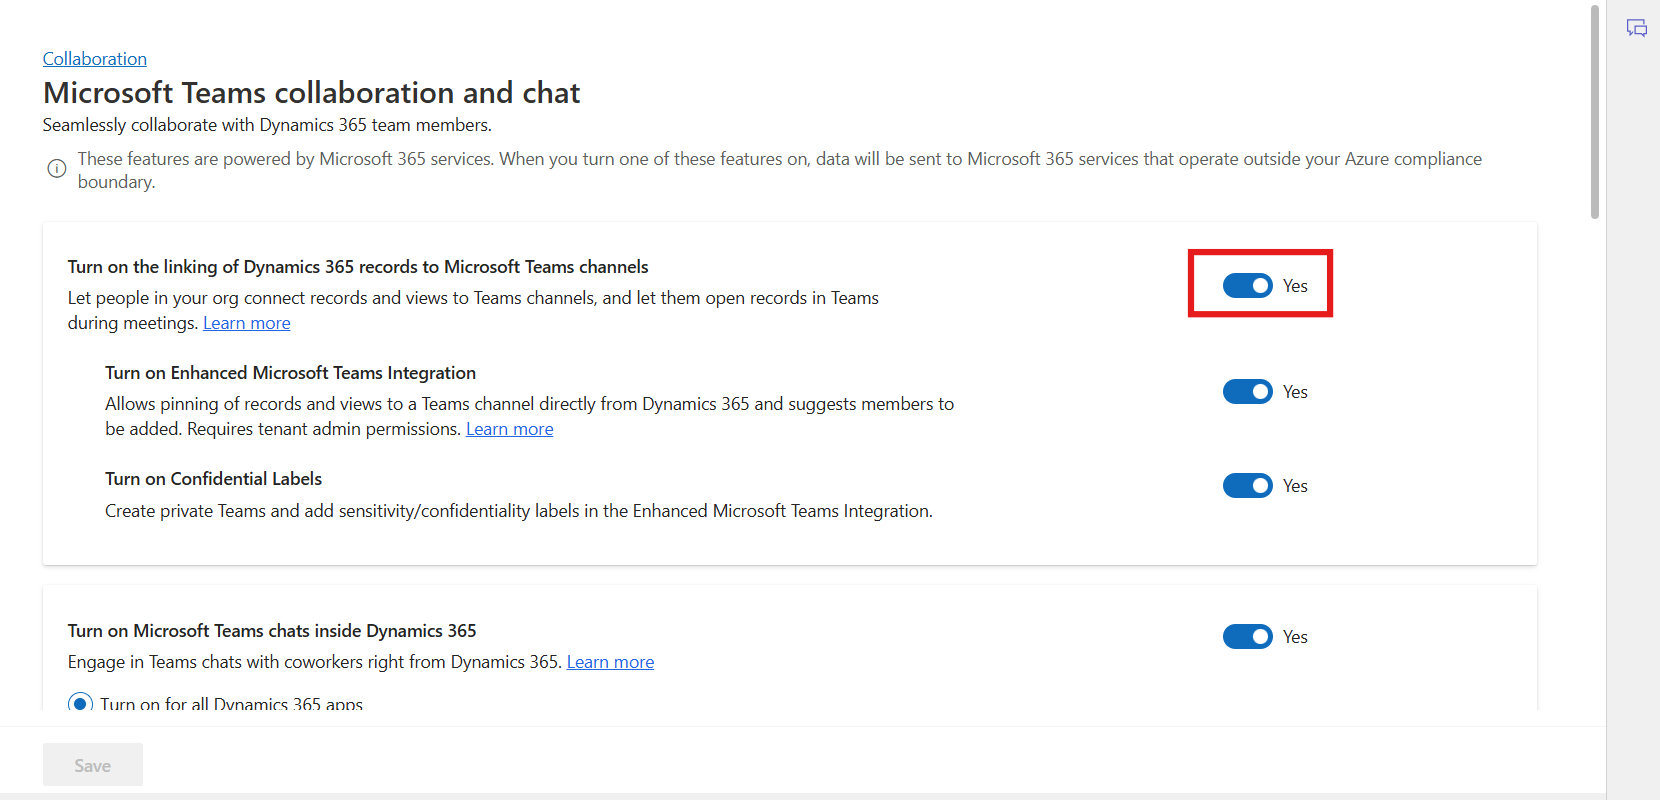 Collaboration
Microsoft Teams collaboration and chat
Seamlessly collaborate with Dynamics 365 team members.
These features are powered by Microsoft 365 services. When you turn one of these features on, data will be sent to Microsoft 365 services that operate outside your Azure compliance
boundary.
Turn on the linking of Dynamics 365 records to Microsoft Teams channels
Yes
Let people in your org connect records and views to Teams channels, and let them open records in Teams
during meetings. Learn more
Turn on Enhanced Microsoft Teams Integration
Yes
Allows pinning of records and views to a Teams channel directly from Dynamics 365 and suggests members to
be added. Requires tenant admin permissions. Learn more
Turn on Confidential Labels
Yes
Create private Teams and add sensitivity/confidentiality labels in the Enhanced Microsoft Teams Integration.
Turn on Microsoft Teams chats inside Dynamics 365
Yes
Engage in Teams chats with coworkers right from Dynamics 365. Learn more
Turn on for all Dynamics 365 apps
Save